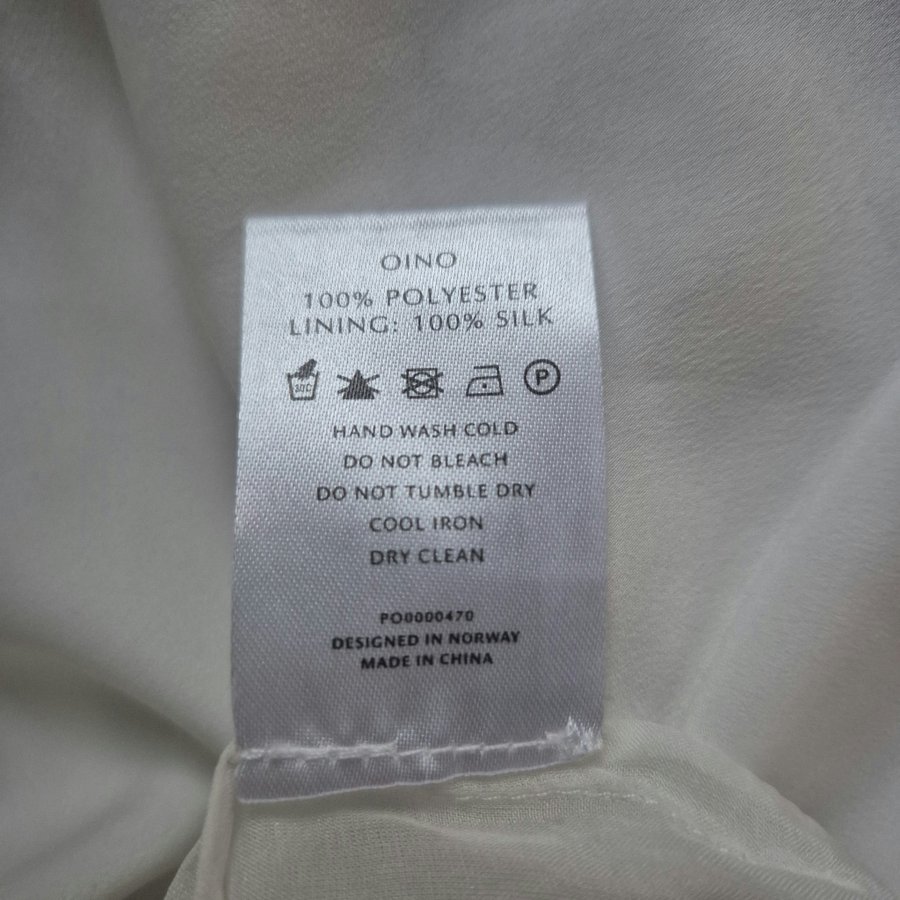 OINO
100% POLYESTER
LINING: 100% SILK
30C P
HAND WASH COLD
DO NOT BLEACH
DO NOT TUMBLE DRY
COOL IRON
DRY CLEAN
PO0000470
DESIGNED IN NORWAY
MADE IN CHINA